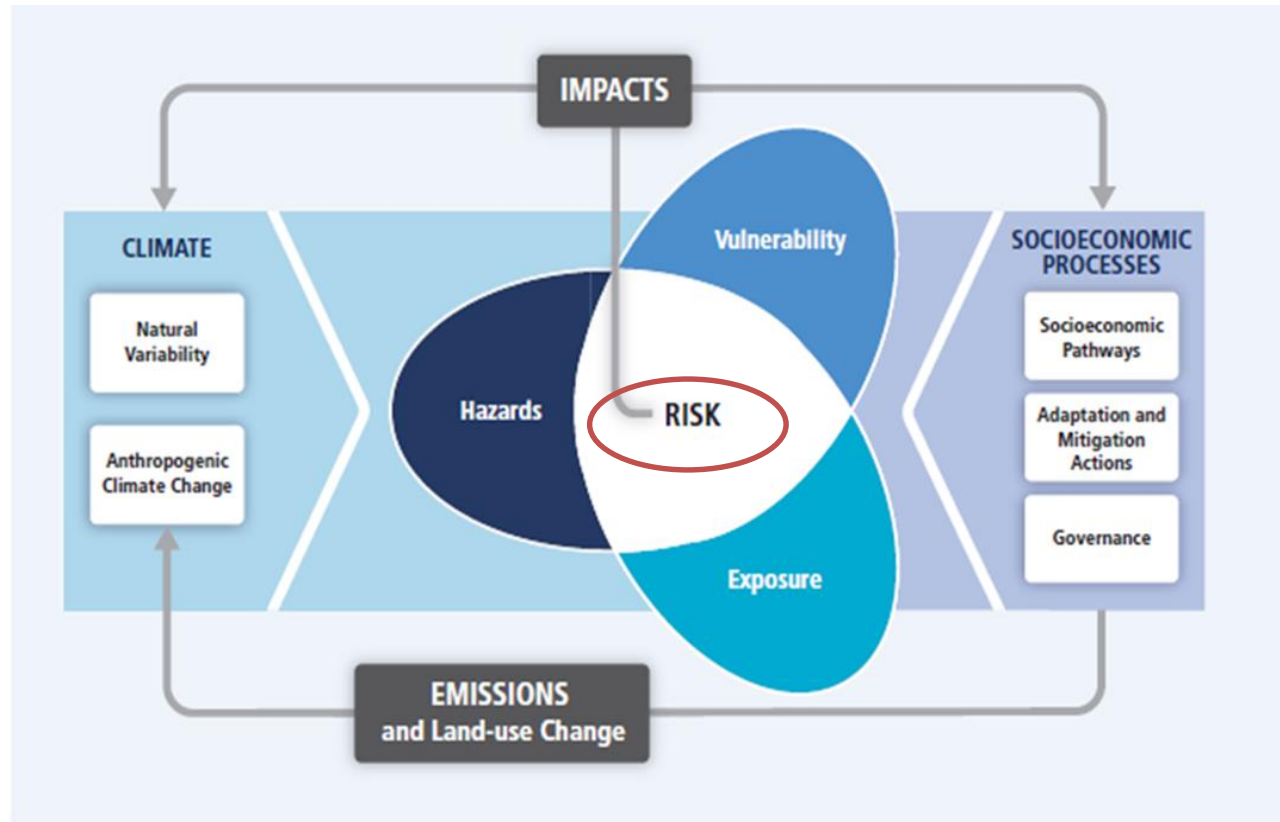 IMPACTS
CLIMATE
Natural
Variability
Anthropogenic
Climate Change
Hazards
Vulnerability
RISK
Exposure
SOCIOECONOMIC
PROCESSES
Socioeconomic
Pathways
Adaptation and
Mitigation
Actions
Governance
EMISSIONS
and Land-use Change